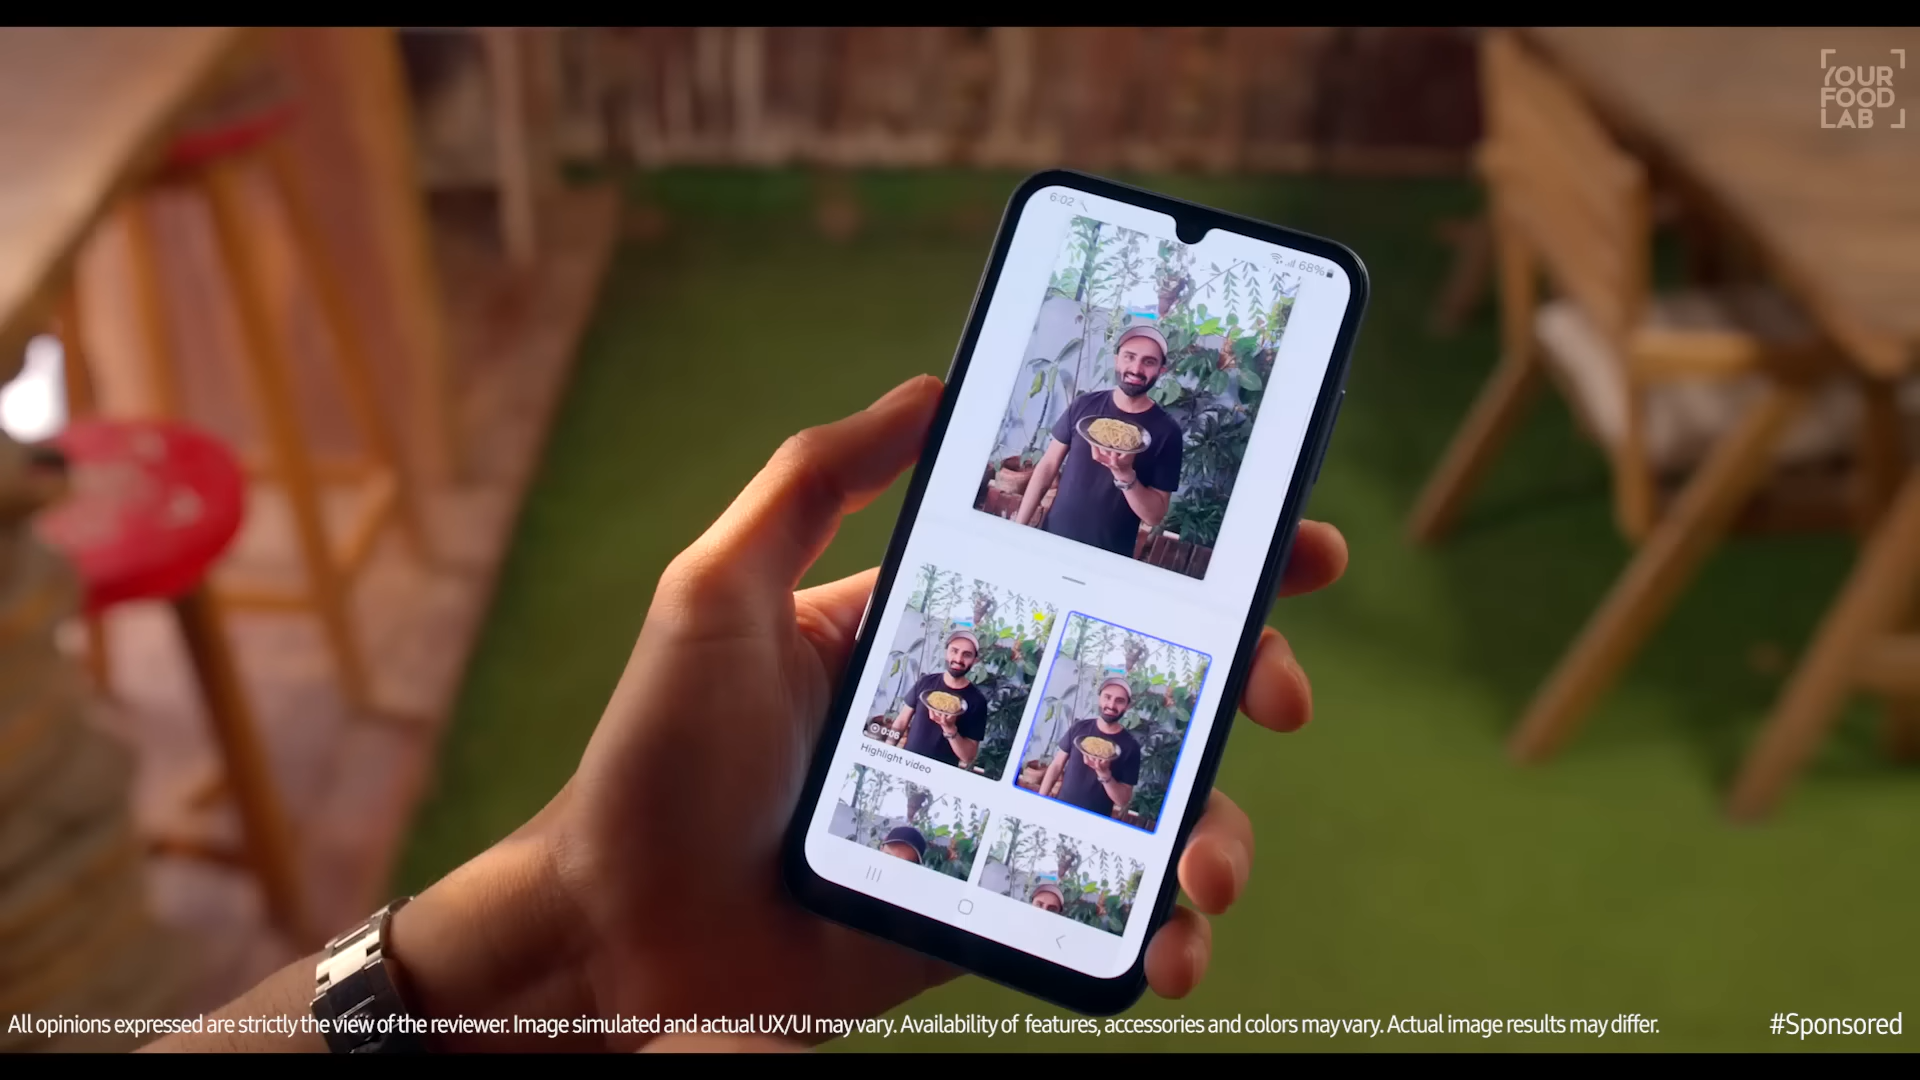 YOUR
FOOD
LAB
6:02
68%
0:06
Highlight video
All opinions expressed are strictly the view of the reviewer. Image simulated and actual UX/UI may vary. Availability of features, accessories and colors may vary. Actual image results may differ.
#Sponsored